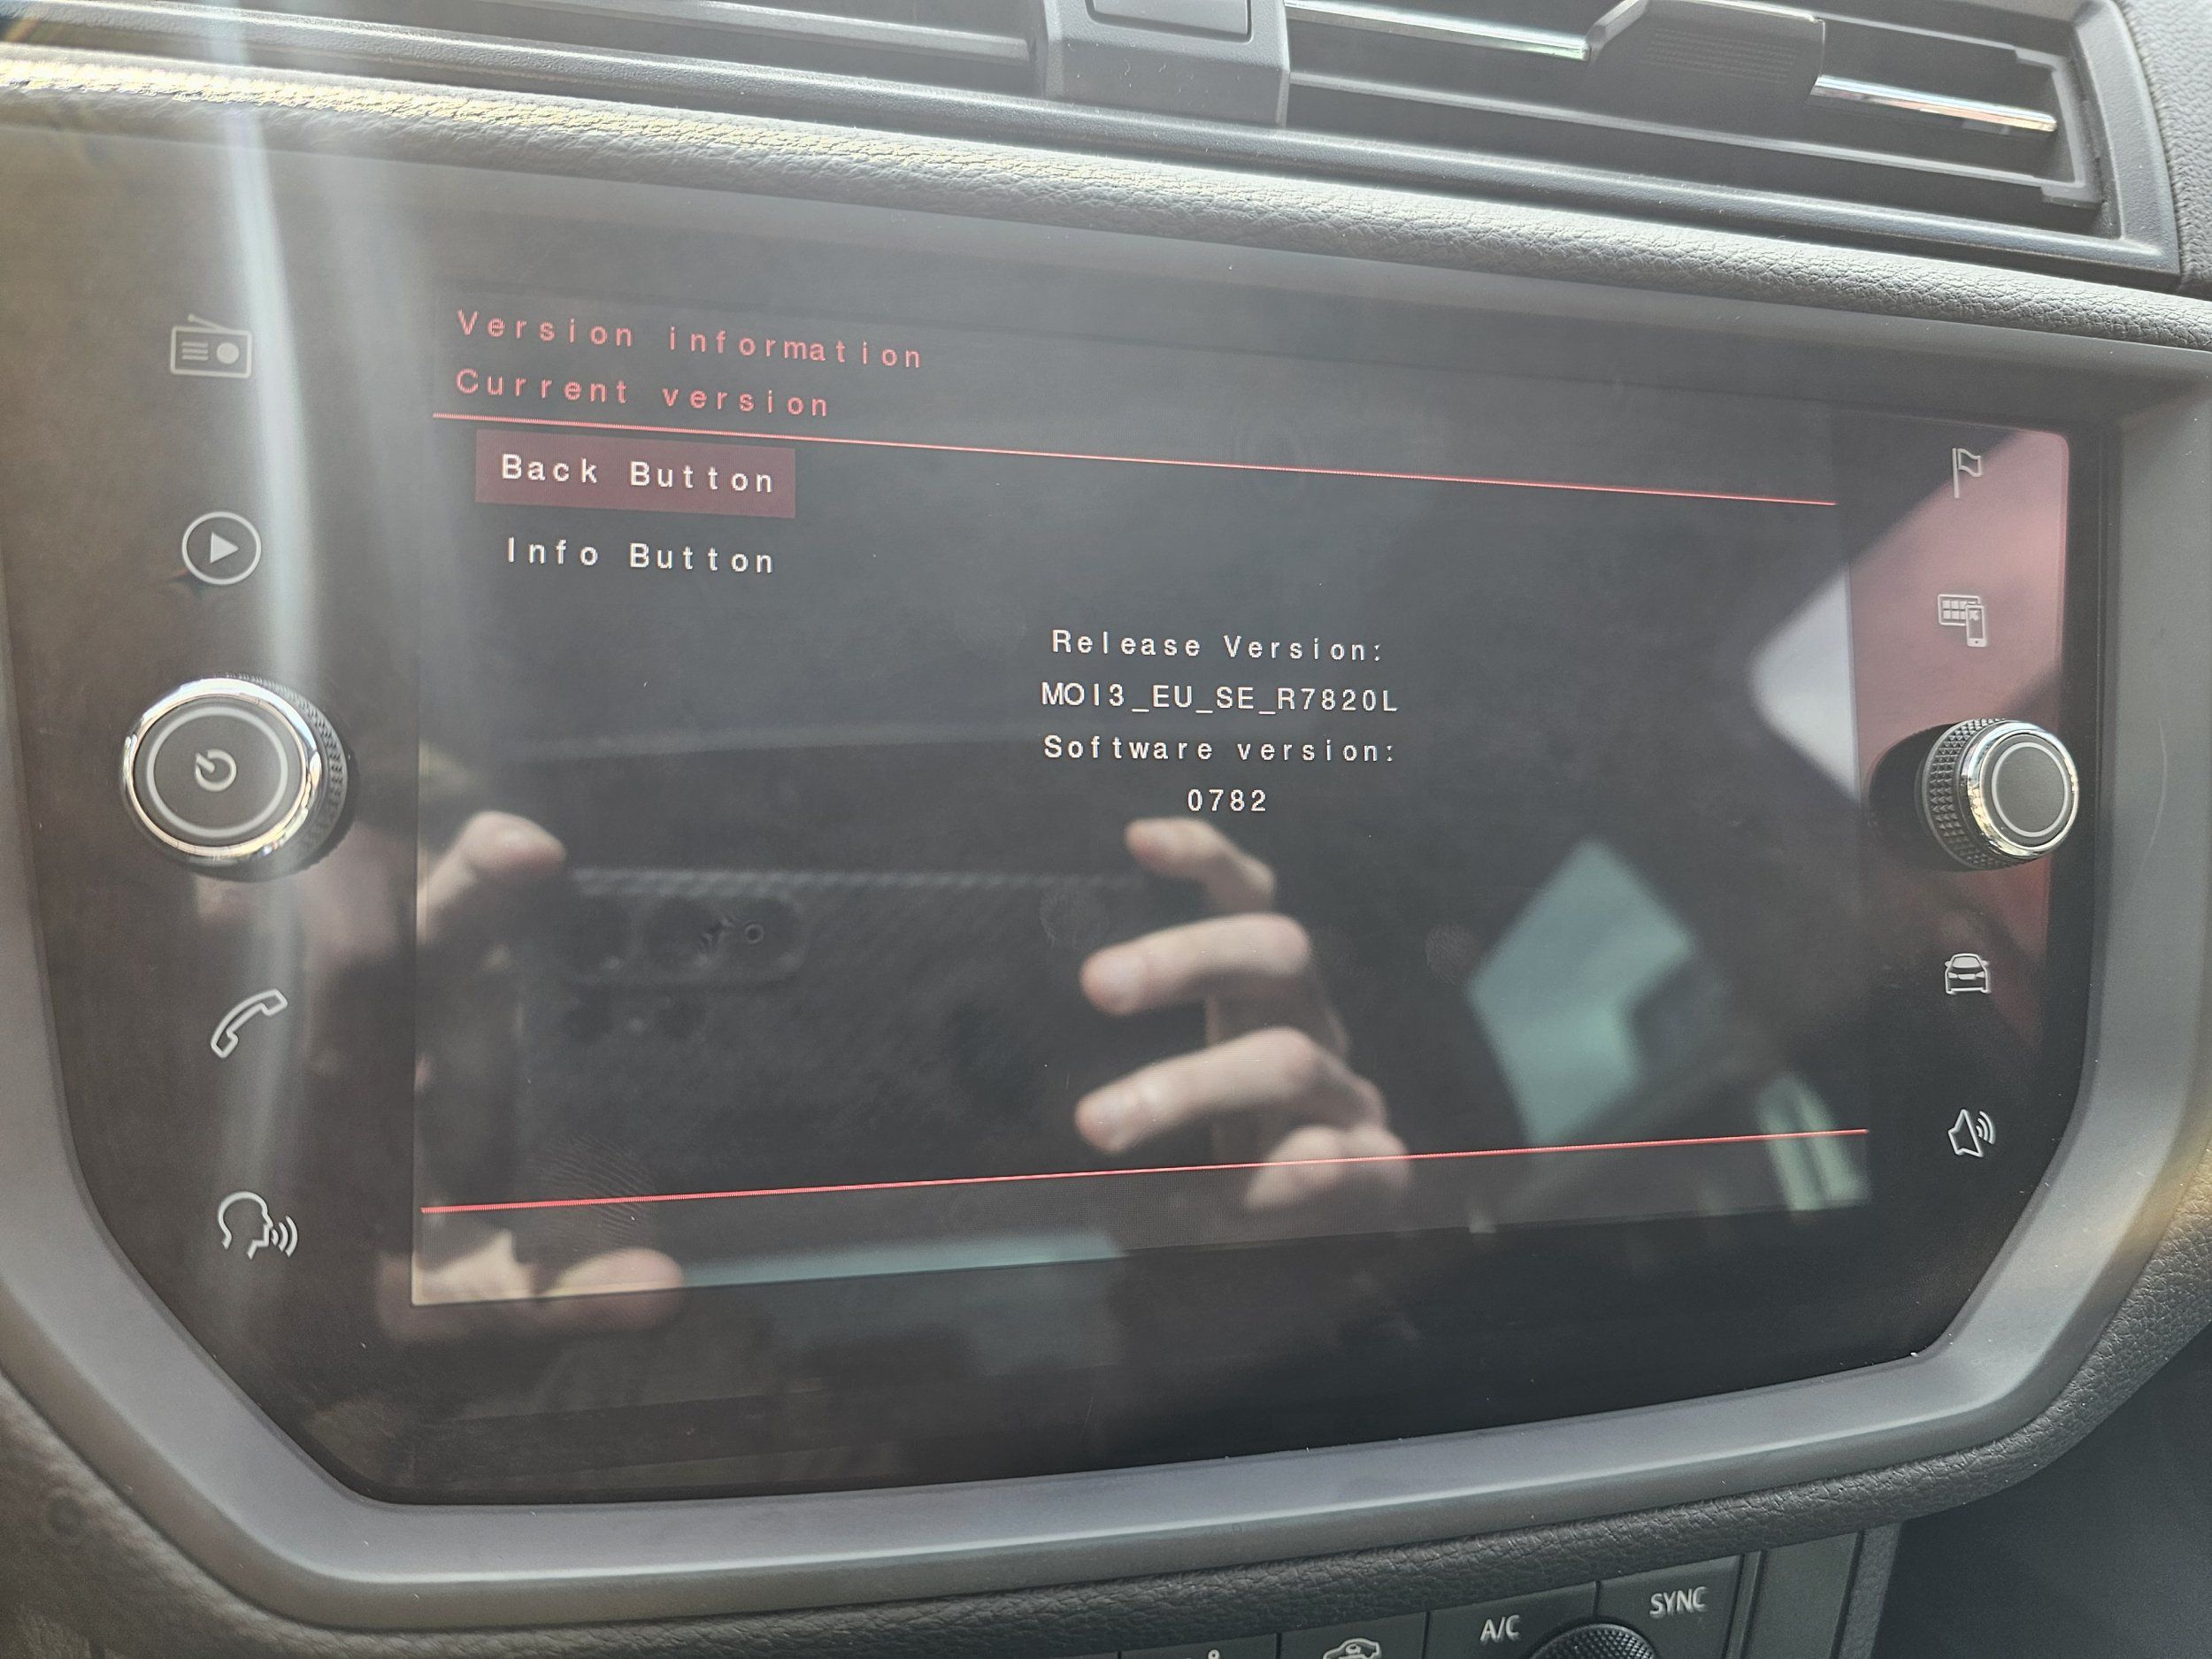 Version information
Current version
Back Button
Info Button
Release Version:
MOI3_EU_SE_R7820L
Software version:
0782
A/C
SYNC